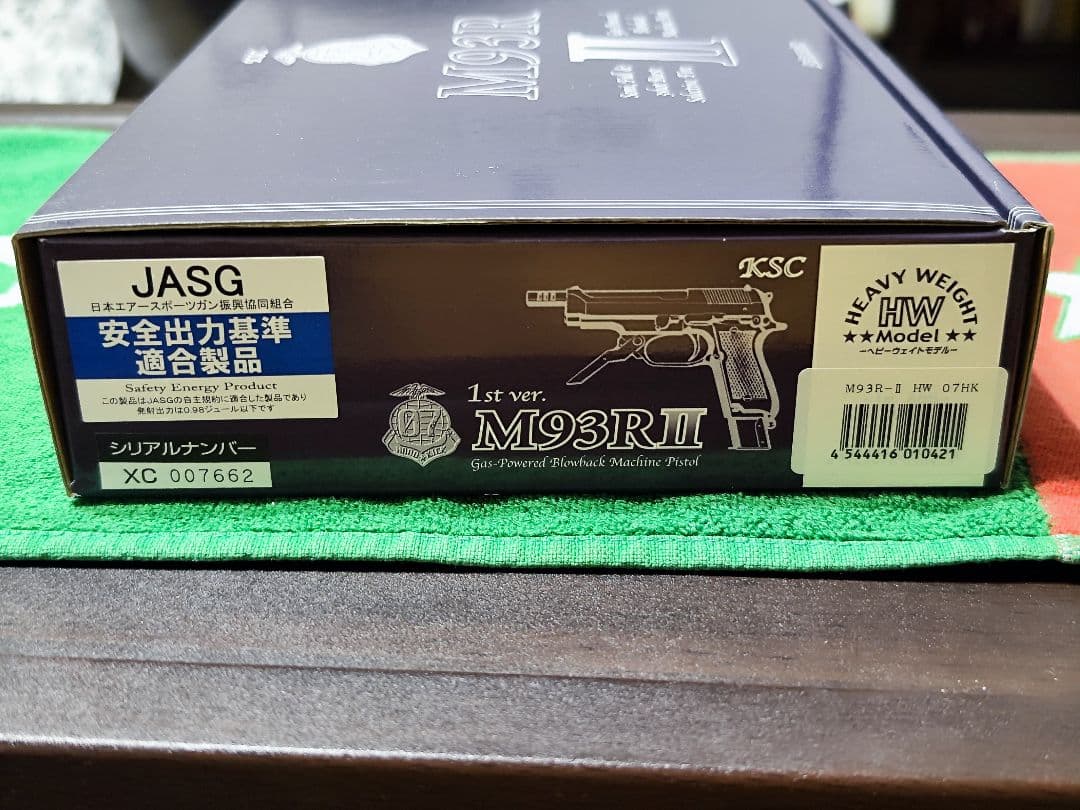 M93R
II
JASG
日本エアースポーツガン振興協同組合
安全出力基準
適合製品
Safety Energy Product
この製品はJASGの自主規約に適合した製品であり
発射出力は0.98ジュール以下です
シリアルナンバー
XC 007662
KSC
1st ver.
07
M93RII
Gas-Powered Blowback Machine Pistol
HEAVY WEIGHT
HW
★★Model★★
ーヘビーウェイトモデルー
M93R-II HW 07HK
4 544416 010421